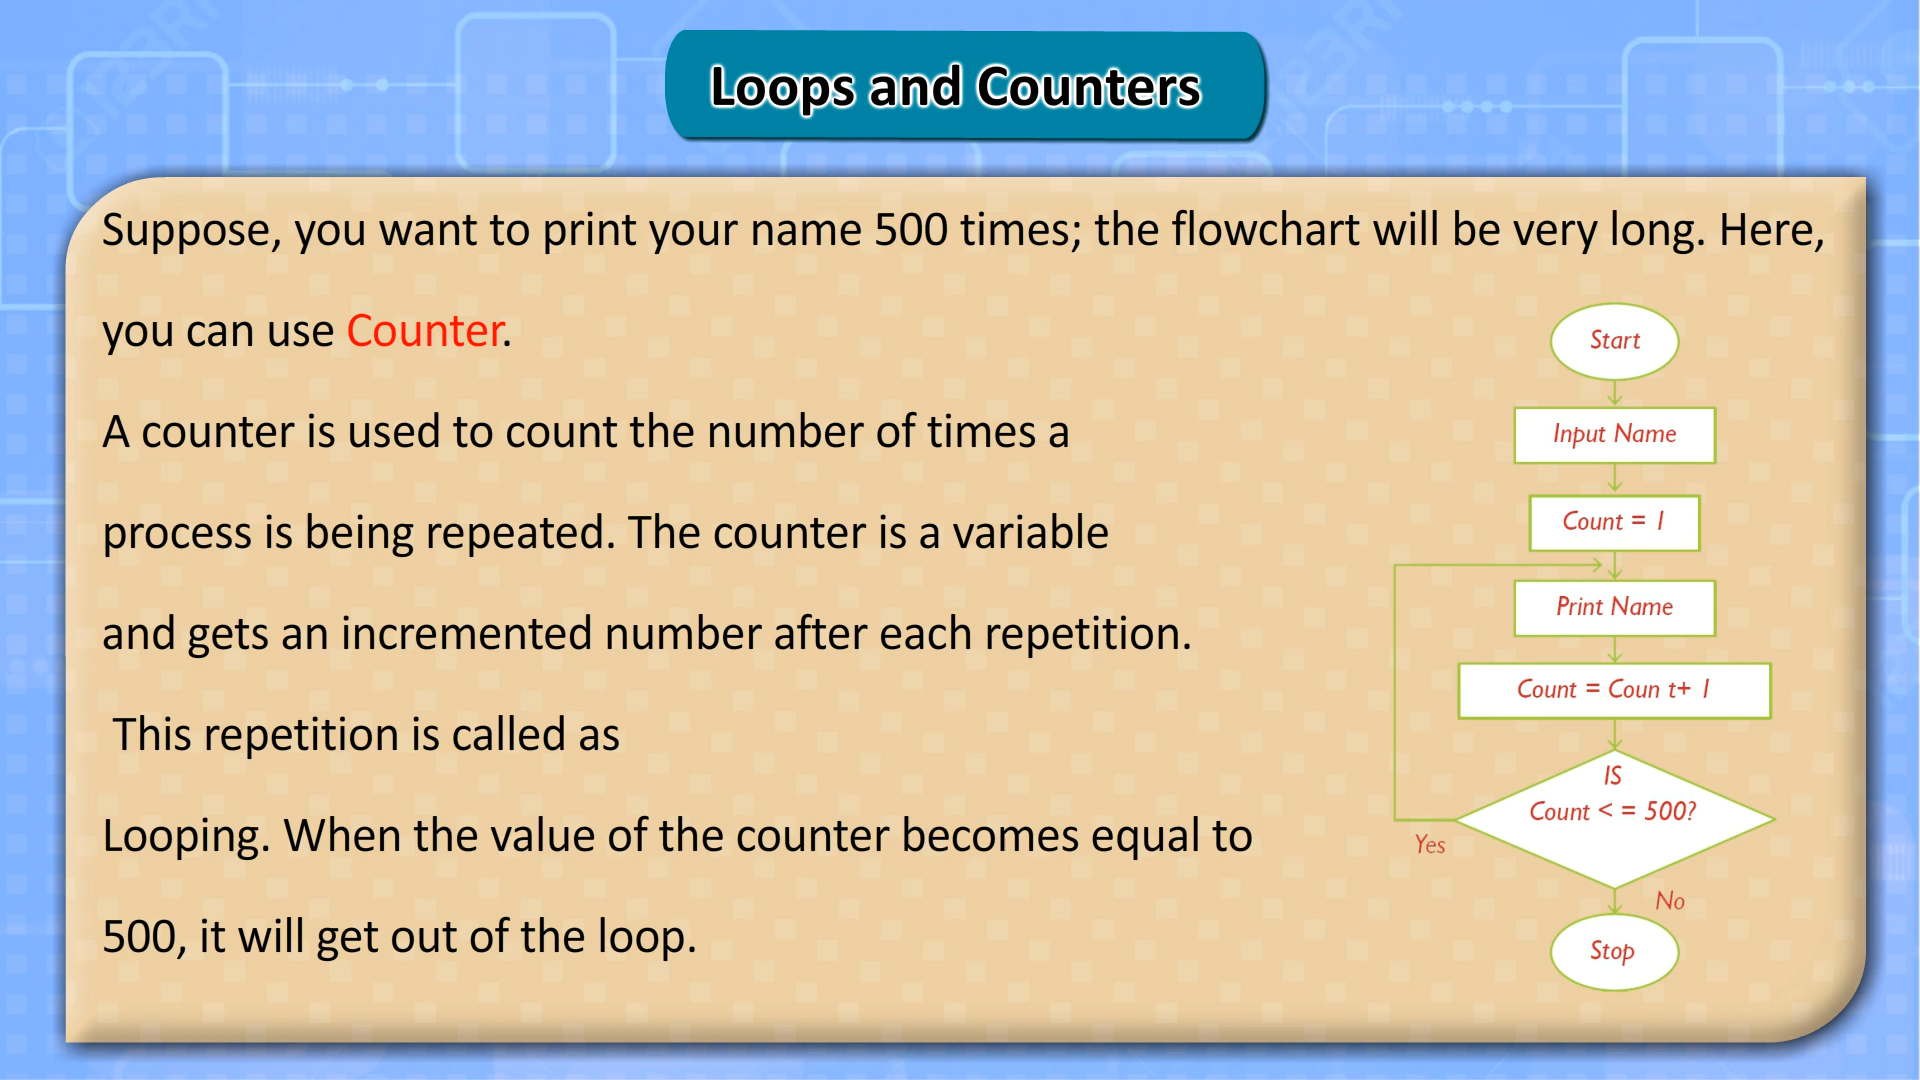 Loops and Counters
Suppose, you want to print your name 500 times; the flowchart will be very long. Here,
you can use Counter.
A counter is used to count the number of times a
process is being repeated. The counter is a variable
and gets an incremented number after each repetition.
This repetition is called as
Looping. When the value of the counter becomes equal to
500, it will get out of the loop.
Start
Input Name
Count = 1
Print Name
Count = Coun t+ 1
IS
Count < = 500?
Yes
No
Stop